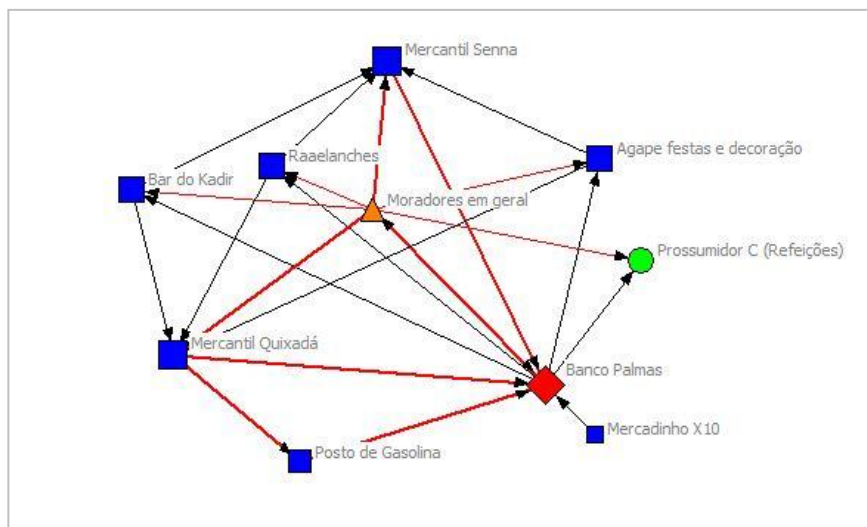 Mercantil Senna
Agape festas e decoração
Raaelanches
Bar do Kadir
Moradores em geral
Prossumidor C (Refeições)
Mercantil Quixadá
Banco Palmas
Mercadinho X10
Posto de Gasolina